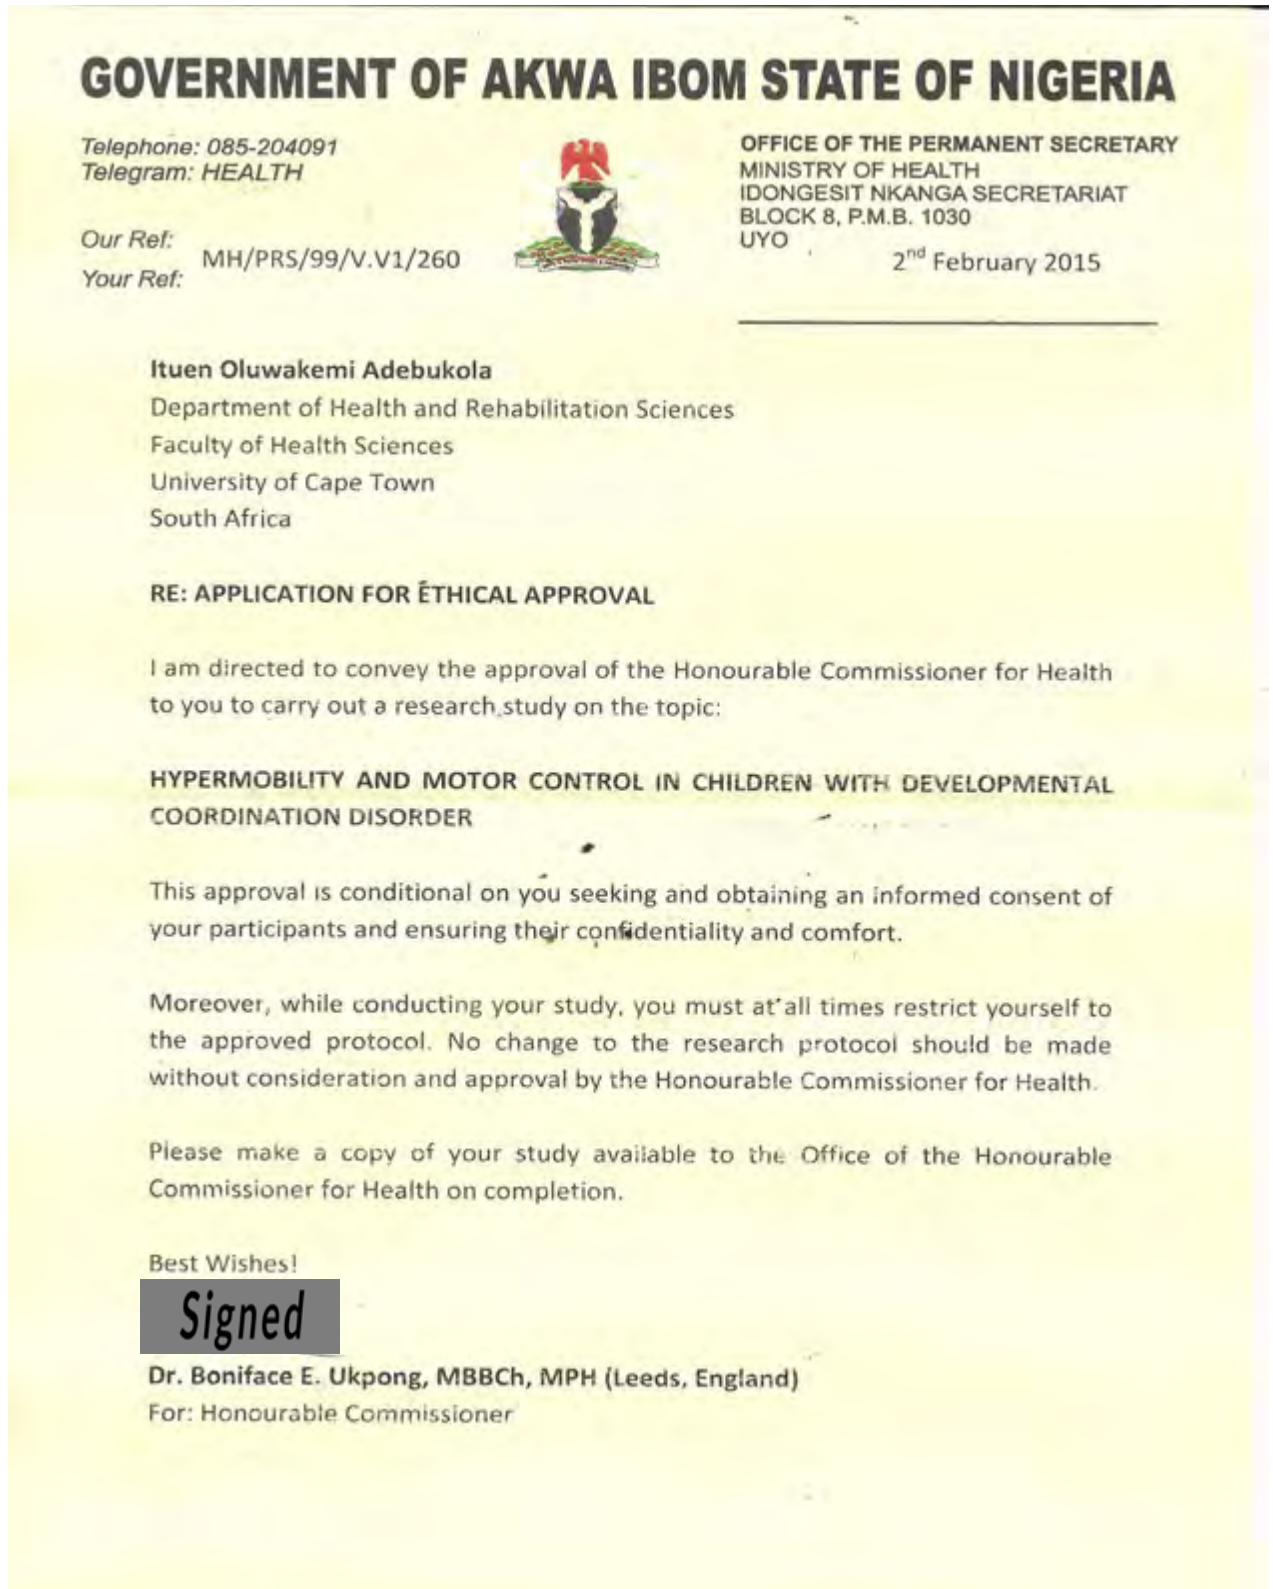 GOVERNMENT OF AKWA IBOM STATE OF NIGERIA
Telephone: 085-204091
Telegram: HEALTH
Our Ref:
MH/PRS/99/V.V1/260
Your Ref:
OFFICE OF THE PERMANENT SECRETARY
MINISTRY OF HEALTH
IDONGESIT NKANGA SECRETARIAT
BLOCK 8, P.M.B. 1030
UYO
2nd February 2015
Ituen Oluwakemi Adebukola
Department of Health and Rehabilitation Sciences
Faculty of Health Sciences
University of Cape Town
South Africa
RE: APPLICATION FOR ETHICAL APPROVAL
I am directed to convey the approval of the Honourable Commissioner for Health
to you to carry out a research study on the topic:
HYPERMOBILITY AND MOTOR CONTROL IN CHILDREN WITH DEVELOPMENTAL
COORDINATION DISORDER
This approval is conditional on you seeking and obtaining an informed consent of
your participants and ensuring their confidentiality and comfort.
Moreover, while conducting your study, you must at all times restrict yourself to
the approved protocol. No change to the research protocol should be made
without consideration and approval by the Honourable Commissioner for Health.
Please make a copy of your study available to the Office of the Honourable
Commissioner for Health on completion.
Best Wishes!
Signed
Dr. Boniface E. Ukpong, MBBCh, MPH (Leeds, England)
For: Honourable Commissioner